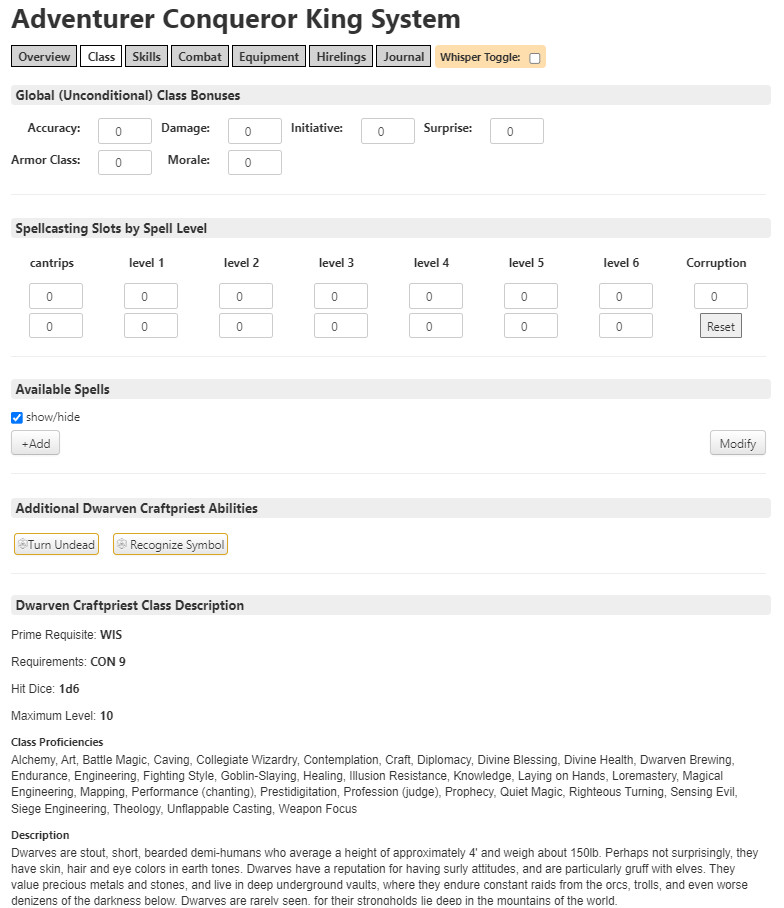 Adventurer Conqueror King System
Overview Class Skills Combat Equipment Hirelings Journal Whisper Toggle:
Global (Unconditional) Class Bonuses
Accuracy: 0 Damage: 0 Initiative: 0 Surprise: 0
Armor Class: 0 Morale: 0
Spellcasting Slots by Spell Level
cantrips level 1 level 2 level 3 level 4 level 5 level 6 Corruption
0 0 0 0 0 0 0 0
0 0 0 0 0 0 0 Reset
Available Spells
show/hide
+Add Modify
Additional Dwarven Craftpriest Abilities
Turn Undead Recognize Symbol
Dwarven Craftpriest Class Description
Prime Requisite: WIS
Requirements: CON 9
Hit Dice: 1d6
Maximum Level: 10
Class Proficiencies
Alchemy, Art, Battle Magic, Caving, Collegiate Wizardry, Contemplation, Craft, Diplomacy, Divine Blessing, Divine Health, Dwarven Brewing,
Endurance, Engineering, Fighting Style, Goblin-Slaying, Healing, Illusion Resistance, Knowledge, Laying on Hands, Loremastery, Magical
Engineering, Mapping, Performance (chanting), Prestidigitation, Profession (judge), Prophecy, Quiet Magic, Righteous Turning, Sensing Evil,
Siege Engineering, Theology, Unflappable Casting, Weapon Focus
Description
Dwarves are stout, short, bearded demi-humans who average a height of approximately 4' and weigh about 150lb. Perhaps not surprisingly, they
have skin, hair and eye colors in earth tones. Dwarves have a reputation for having surly attitudes, and are particularly gruff with elves. They
value precious metals and stones, and live in deep underground vaults, where they endure constant raids from the orcs, trolls, and even worse
denizens of the darkness below. Dwarves are rarely seen, for their strongholds lie deep in the mountains of the world.